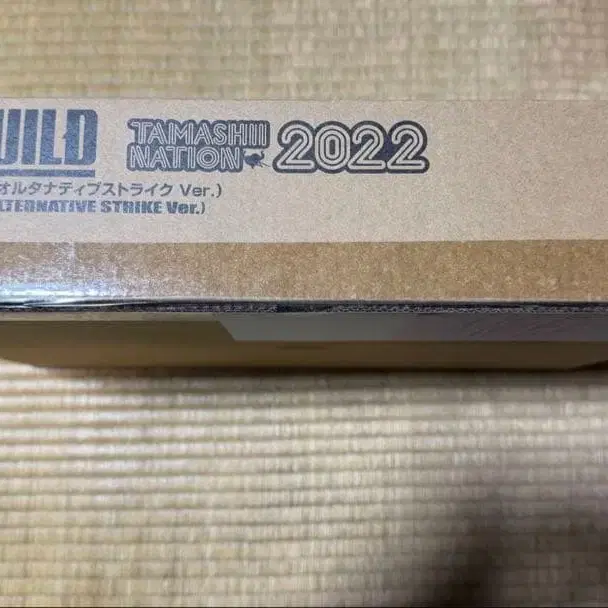 UILD TAMASHII NATION 2022
オルタナティブストライク Ver.)
LTERNATIVE STRIKE Ver.)